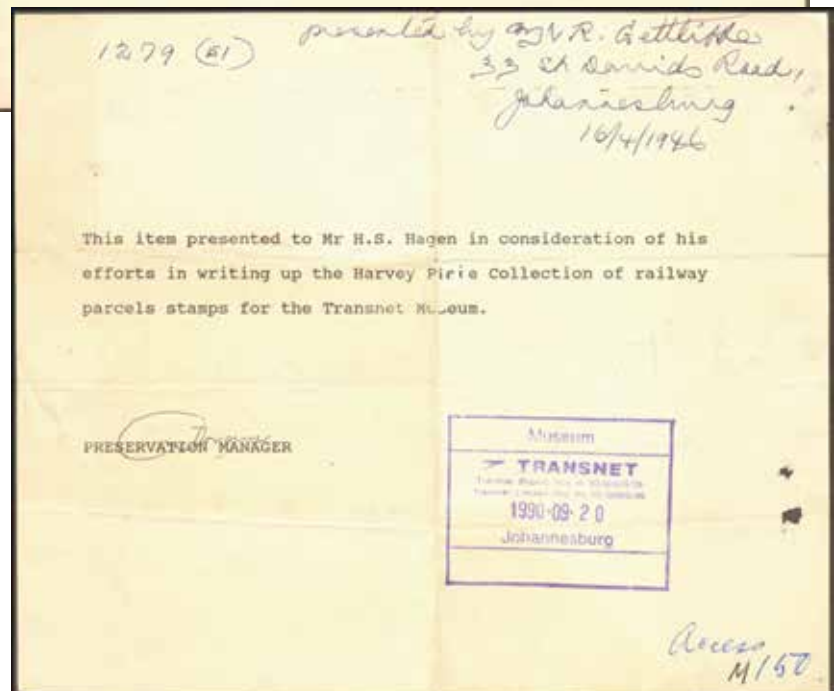 1279 (51)
presented by Mr R. Gettliffe
33 St Davids Road,
Johannesburg
16/4/1946
This item presented to Mr H.S. Hagen in consideration of his
efforts in writing up the Harvey Pirie Collection of railway
parcels stamps for the Transnet Museum.
PRESERVATION MANAGER
Museum
TRANSNET
1990-09-20
Johannesburg
Access
M/50